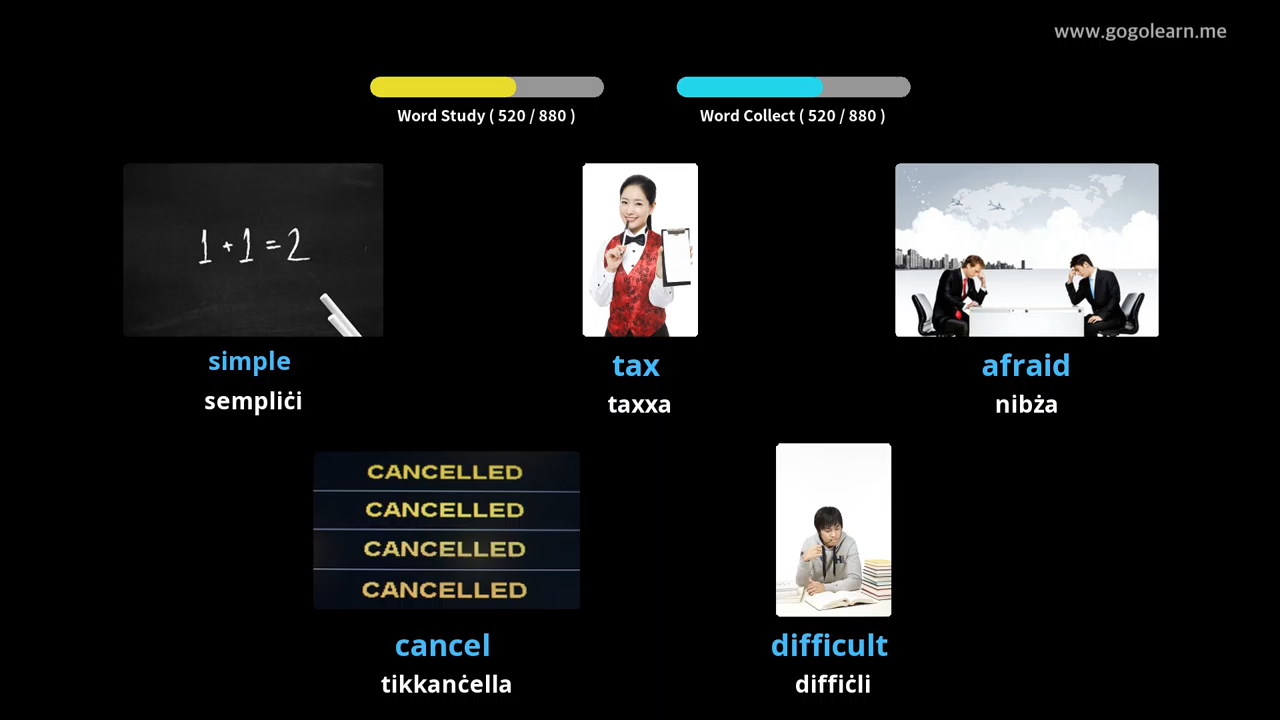 www.gogolearn.me
Word Study ( 520 / 880 )
Word Collect ( 520 / 880 )
1 + 1 = 2
simple
sempliċi
tax
taxxa
afraid
nibża
CANCELLED
CANCELLED
CANCELLED
CANCELLED
cancel
tikkanċella
difficult
diffiċli